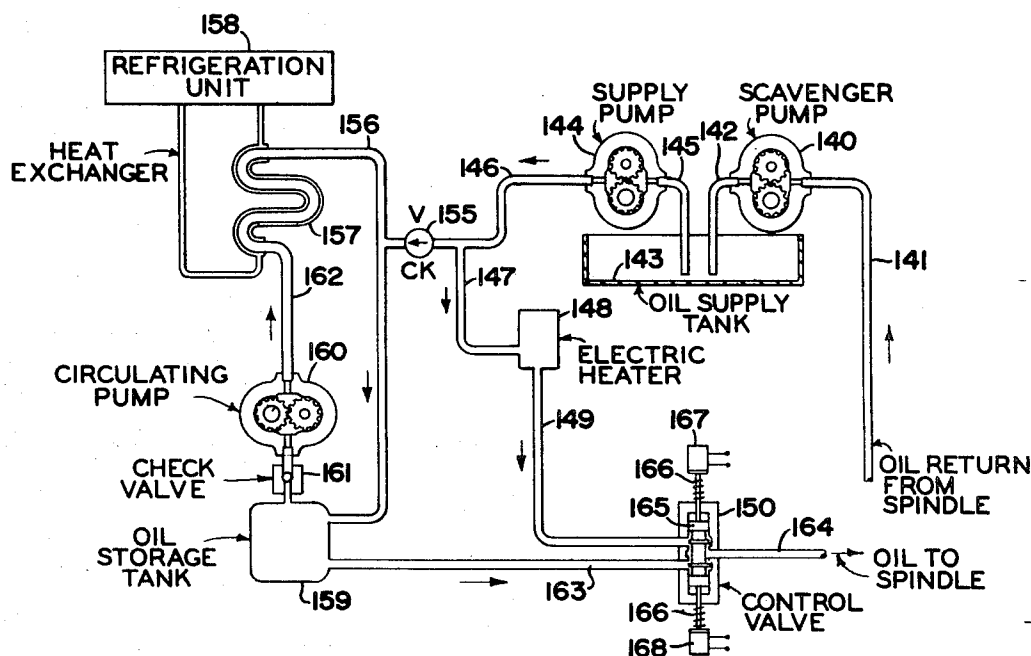 158
REFRIGERATION
UNIT
HEAT
EXCHANGER
156
157
162
160
CIRCULATING
PUMP
CHECK
VALVE
161
OIL
STORAGE
TANK
159
V
155
CK
146
147
148
ELECTRIC
HEATER
149
SUPPLY
PUMP
144
145
SCAVENGER
PUMP
142
140
143
OIL SUPPLY
TANK
141
OIL RETURN
FROM
SPINDLE
167
166
165
150
164
OIL TO
SPINDLE
163
166
CONTROL
VALVE
168